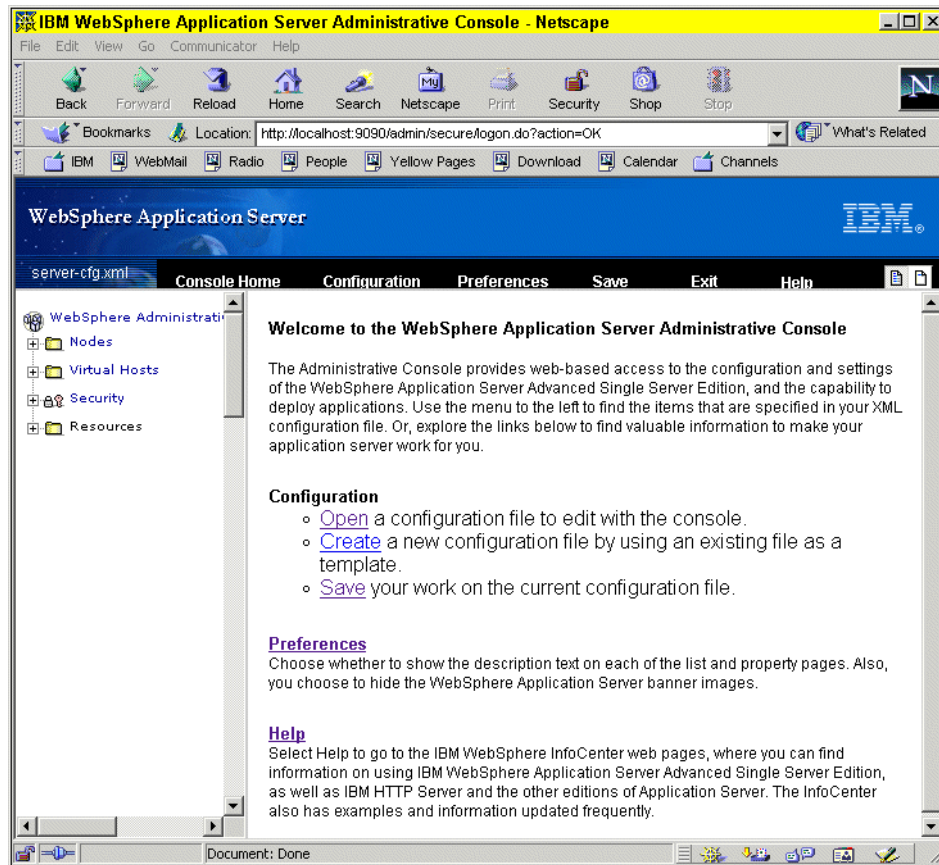 IBM WebSphere Application Server Administrative Console - Netscape
File Edit View Go Communicator Help
My
Back Forward Reload Home Search Netscape Print Security Shop Stop
N
Bookmarks Location: http://localhost:9090/admin/secure/logon.do?action=OK What's Related
IBM WebMail Radio People Yellow Pages Download Calendar Channels
WebSphere Application Server IBM®
server-cfg.xml Console Home Configuration Preferences Save Exit Help
WebSphere Administrati
Nodes
Virtual Hosts
Security
Resources
Welcome to the WebSphere Application Server Administrative Console
The Administrative Console provides web-based access to the configuration and settings
of the WebSphere Application Server Advanced Single Server Edition, and the capability to
deploy applications. Use the menu to the left to find the items that are specified in your XML
configuration file. Or, explore the links below to find valuable information to make your
application server work for you.
Configuration
Open a configuration file to edit with the console.
Create a new configuration file by using an existing file as a
template.
Save your work on the current configuration file.
Preferences
Choose whether to show the description text on each of the list and property pages. Also,
you choose to hide the WebSphere Application Server banner images.
Help
Select Help to go to the IBM WebSphere InfoCenter web pages, where you can find
information on using IBM WebSphere Application Server Advanced Single Server Edition,
as well as IBM HTTP Server and the other editions of Application Server. The InfoCenter
also has examples and information updated frequently.
Document: Done